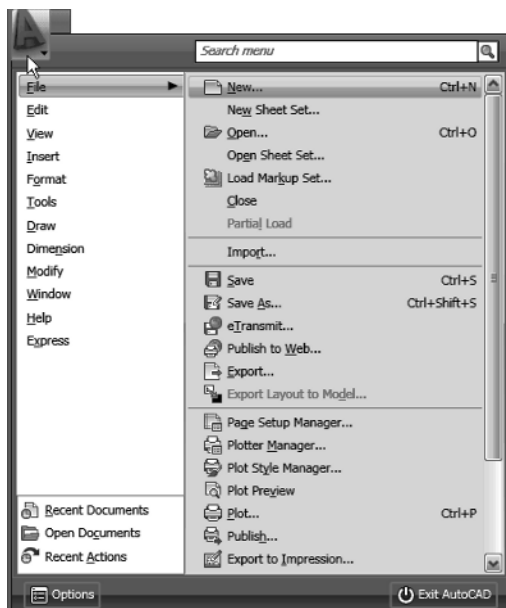 Search menu
File
Edit
View
Insert
Format
Tools
Draw
Dimension
Modify
Window
Help
Express
Recent Documents
Open Documents
Recent Actions
New... Ctrl+N
New Sheet Set...
Open... Ctrl+O
Open Sheet Set...
Load Markup Set...
Close
Partial Load
Import...
Save Ctrl+S
Save As... Ctrl+Shift+S
eTransmit...
Publish to Web...
Export...
Export Layout to Model...
Page Setup Manager...
Plotter Manager...
Plot Style Manager...
Plot Preview
Plot... Ctrl+P
Publish...
Export to Impression...
Options
Exit AutoCAD